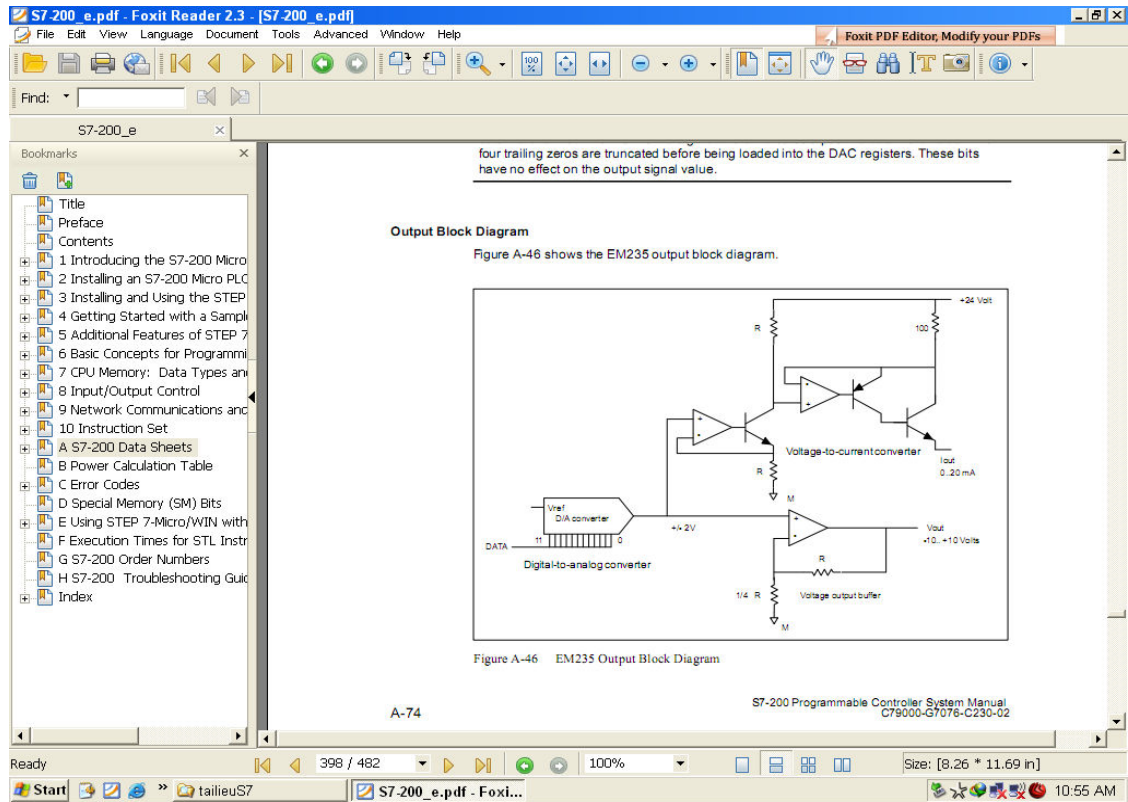 S7-200_e.pdf - Foxit Reader 2.3 - [S7-200_e.pdf]
File Edit View Language Document Tools Advanced Window Help
Foxit PDF Editor, Modify your PDFs
Find:
S7-200_e
Bookmarks
Title
Preface
Contents
1 Introducing the S7-200 Micro
2 Installing an S7-200 Micro PLC
3 Installing and Using the STEP
4 Getting Started with a Sampl
5 Additional Features of STEP 7
6 Basic Concepts for Programmi
7 CPU Memory: Data Types an
8 Input/Output Control
9 Network Communications anc
10 Instruction Set
A S7-200 Data Sheets
B Power Calculation Table
C Error Codes
D Special Memory (SM) Bits
E Using STEP 7-Micro/WIN with
F Execution Times for STL Instr
G S7-200 Order Numbers
H S7-200 Troubleshooting Guid
Index
four trailing zeros are truncated before being loaded into the DAC registers. These bits
have no effect on the output signal value.
Output Block Diagram
Figure A-46 shows the EM235 output block diagram.
+24 Volt
R
100
+
-
-
+
Voltage-to-current converter
Iout
0..20 mA
R
M
Vref
D/A converter
DATA
11
0
Digital-to-analog converter
+/- 2V
+
-
Vout
-10.. +10 Volts
R
1/4 R
Voltage output buffer
M
Figure A-46 EM235 Output Block Diagram
A-74
S7-200 Programmable Controller System Manual
C79000-G7076-C230-02
Ready
398 / 482
100%
Size: [8.26 * 11.69 in]
Start
tailieuS7
S7-200_e.pdf - Foxi...
10:55 AM